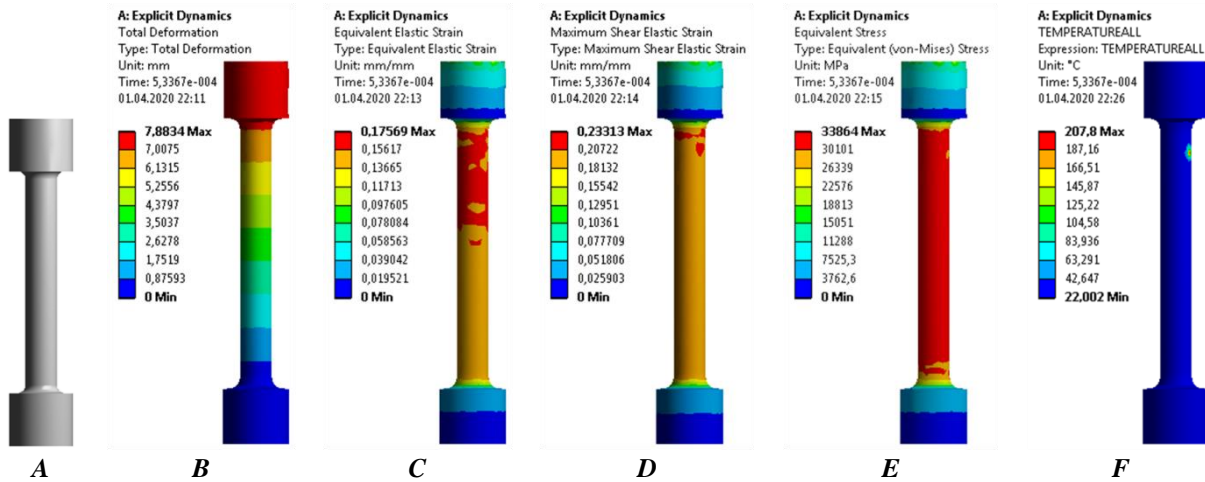 A: Explicit Dynamics
Total Deformation
Type: Total Deformation
Unit: mm
Time: 5,3367e-004
01.04.2020 22:11
7,8834 Max
7,0075
6,1315
5,2556
4,3797
3,5037
2,6278
1,7519
0,87593
0 Min
A: Explicit Dynamics
Equivalent Elastic Strain
Type: Equivalent Elastic Strain
Unit: mm/mm
Time: 5,3367e-004
01.04.2020 22:13
0,17569 Max
0,15617
0,13665
0,11713
0,097605
0,078084
0,058563
0,039042
0,019521
0 Min
A: Explicit Dynamics
Maximum Shear Elastic Strain
Type: Maximum Shear Elastic Strain
Unit: mm/mm
Time: 5,3367e-004
01.04.2020 22:14
0,23313 Max
0,20722
0,18132
0,15542
0,12951
0,10361
0,077709
0,051806
0,025903
0 Min
A: Explicit Dynamics
Equivalent Stress
Type: Equivalent (von-Mises) Stress
Unit: MPa
Time: 5,3367e-004
01.04.2020 22:15
33864 Max
30101
26339
22576
18813
15051
11288
7525,3
3762,6
0 Min
A: Explicit Dynamics
TEMPERATUREALL
Expression: TEMPERATUREALL
Unit: °C
Time: 5,3367e-004
01.04.2020 22:26
207,8 Max
187,16
166,51
145,87
125,22
104,58
83,936
63,291
42,647
22,002 Min
A B C D E F